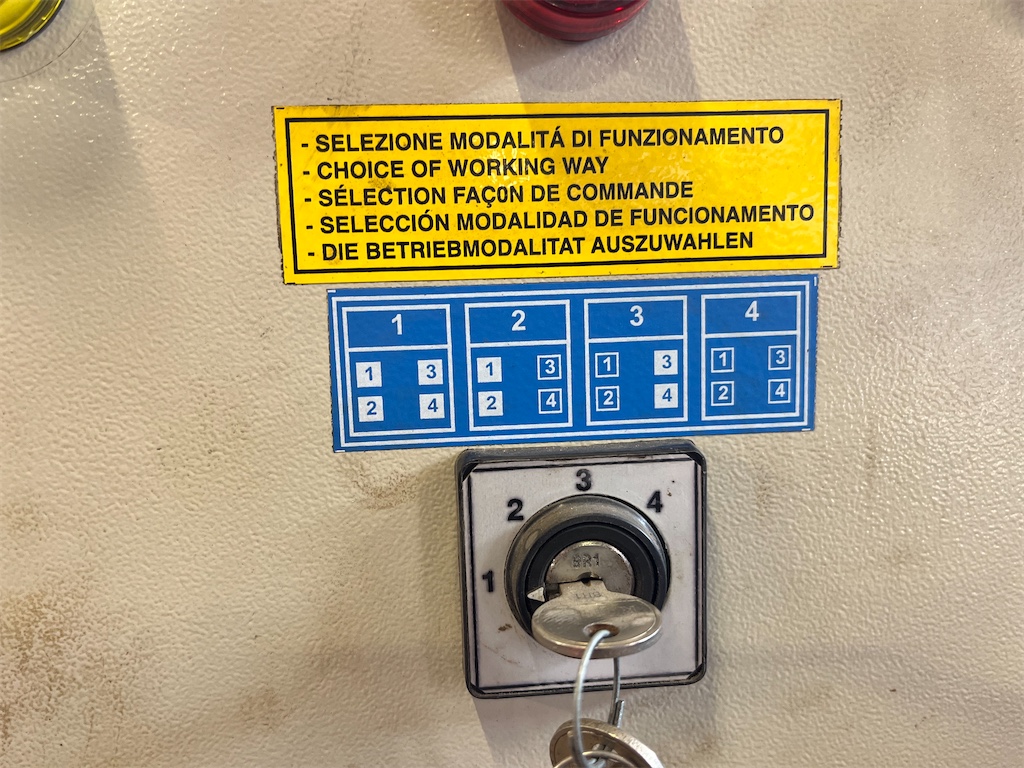 - SELEZIONE MODALITÁ DI FUNZIONAMENTO
- CHOICE OF WORKING WAY
- SÉLECTION FAÇ0N DE COMMANDE
- SELECCIÓN MODALIDAD DE FUNCIONAMENTO
- DIE BETRIEBMODALITAT AUSZUWAHLEN
1 2 3 4
1 3 1 3 1 3 1 3
2 4 2 4 2 4 2 4
3
2 4
1